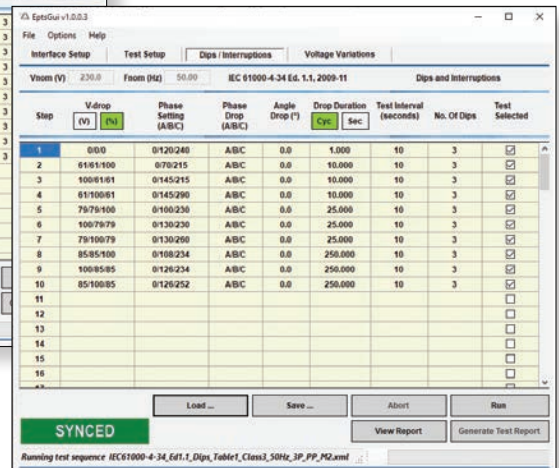 EptsGui v1.0.0.3
File Options Help
Interface Setup Test Setup Dips / Interruptions Voltage Variations
Vnom (V) 230.0 Fnom (Hz) 50.00 IEC 61000-4-34 Ed. 1.1, 2009-11 Dips and Interruptions
Step V-drop (V) (%) Phase Setting (A/B/C) Phase Drop (A/B/C) Angle Drop (°) Drop Duration Cyc Sec Test Interval (seconds) No. Of Dips Test Selected
1 0/0/0 0/120/240 A/B/C 0.0 1.000 10 3
2 61/61/100 0/70/215 A/B/C 0.0 10.000 10 3
3 100/61/61 0/145/215 A/B/C 0.0 10.000 10 3
4 61/100/61 0/145/290 A/B/C 0.0 10.000 10 3
5 79/79/100 0/100/230 A/B/C 0.0 25.000 10 3
6 100/79/79 0/130/230 A/B/C 0.0 25.000 10 3
7 79/100/79 0/130/260 A/B/C 0.0 25.000 10 3
8 85/85/100 0/108/234 A/B/C 0.0 250.000 10 3
9 100/85/85 0/126/234 A/B/C 0.0 250.000 10 3
10 85/100/85 0/126/252 A/B/C 0.0 250.000 10 3
11
12
13
14
15
16
Load ... Save ... Abort Run
SYNCED View Report Generate Test Report
Running test sequence IEC61000-4-34_Ed1.1_Dips_Table1_Class3_50Hz_3P_PP_M2.xml
3
3
3
3
3
3
3
3
3
3